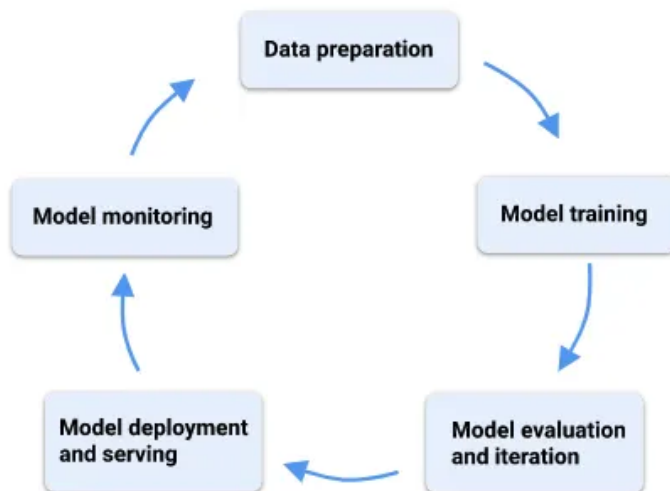 Data preparation
Model training
Model evaluation
and iteration
Model deployment
and serving
Model monitoring